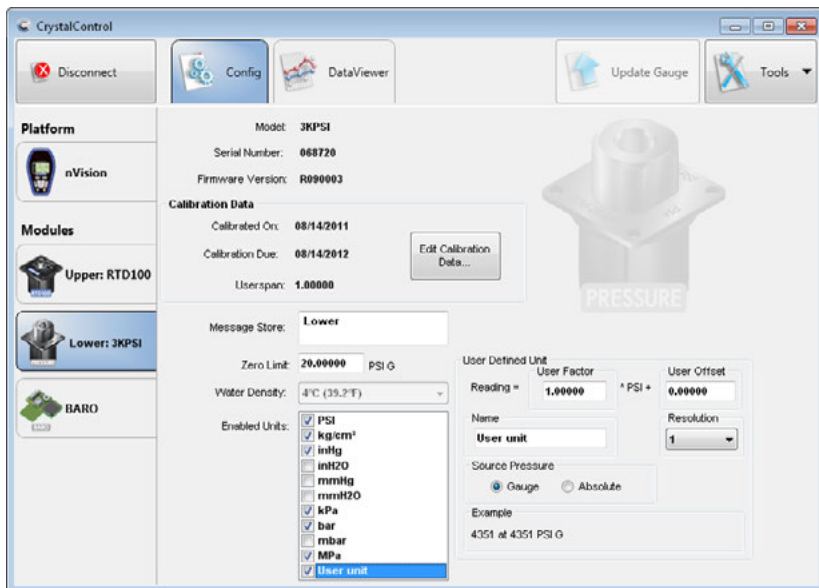 CrystalControl
Disconnect
Config
DataViewer
Update Gauge
Tools
Platform
nVision
Modules
Upper: RTD100
Lower: 3KPSI
BARO
Model: 3KPSI
Serial Number: 068720
Firmware Version: R090003
Calibration Data
Calibrated On: 08/14/2011
Calibration Due: 08/14/2012
Userspan: 1.00000
Edit Calibration
Data...
PRESSURE
Message Store: Lower
Zero Limit: 20.00000 PSI G
Water Density: 4°C (39.2°F)
Enabled Units:
PSI
kg/cm²
inHg
inH2O
mmHg
mmH2O
kPa
bar
mbar
MPa
User unit
User Defined Unit
User Factor
User Offset
Reading = 1.00000 * PSI + 0.00000
Name
Resolution
User unit
1
Source Pressure
Gauge
Absolute
Example
4351 at 4351 PSI G